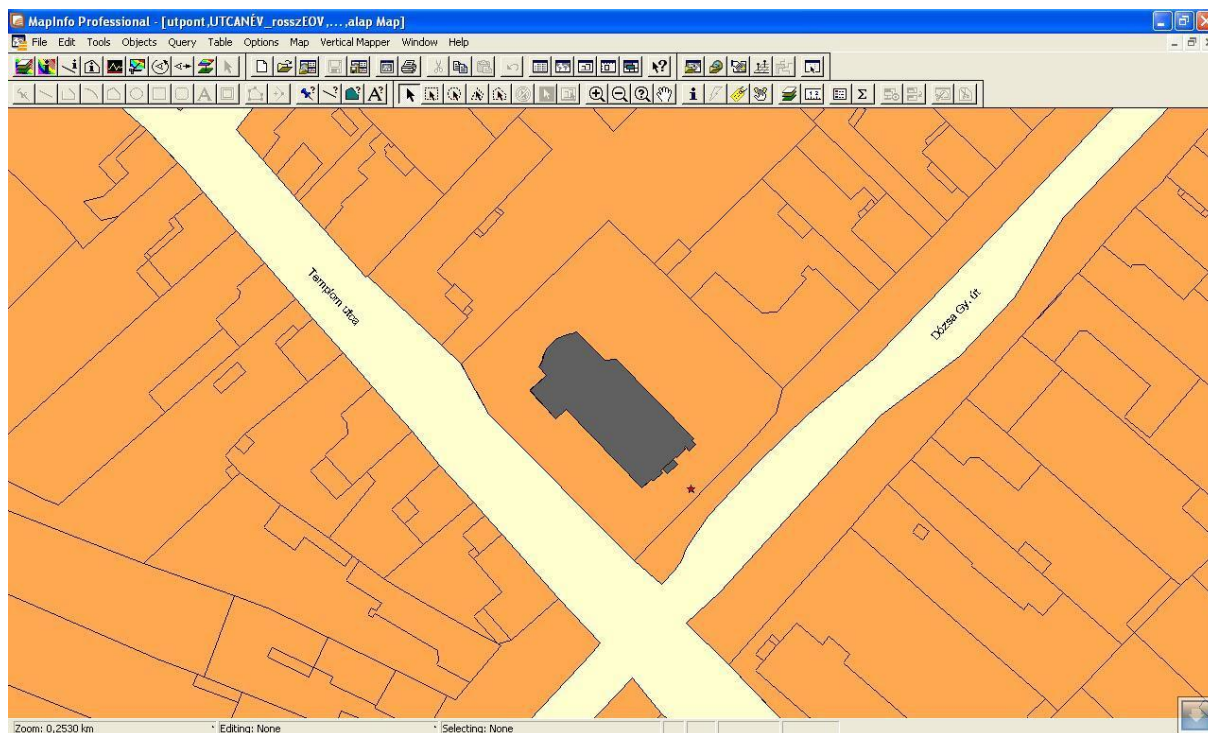 MapInfo Professional - [utpont,UTCANÉV_rosszEOV,...,alap Map]
File Edit Tools Objects Query Table Options Map Vertical Mapper Window Help
Templom utca
Dózsa Gy. út
Zoom: 0,2530 km
Editing: None
Selecting: None